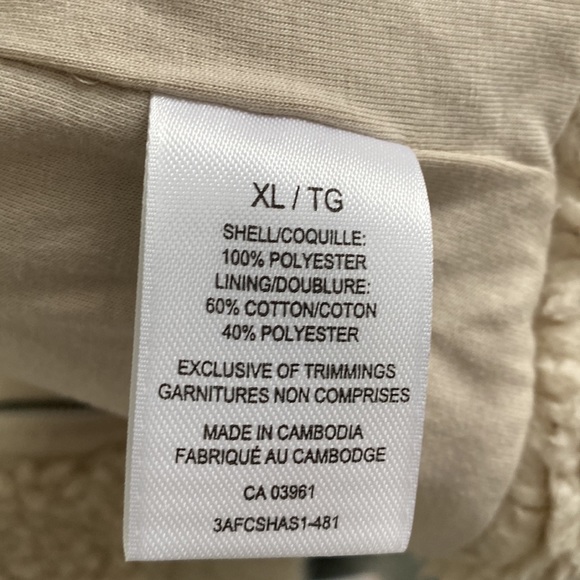 XL / TG
SHELL/COQUILLE:
100% POLYESTER
LINING/DOUBLURE:
60% COTTON/COTON
40% POLYESTER
EXCLUSIVE OF TRIMMINGS
GARNITURES NON COMPRISES
MADE IN CAMBODIA
FABRIQUÉ AU CAMBODGE
CA 03961
3AFCSHAS1-481